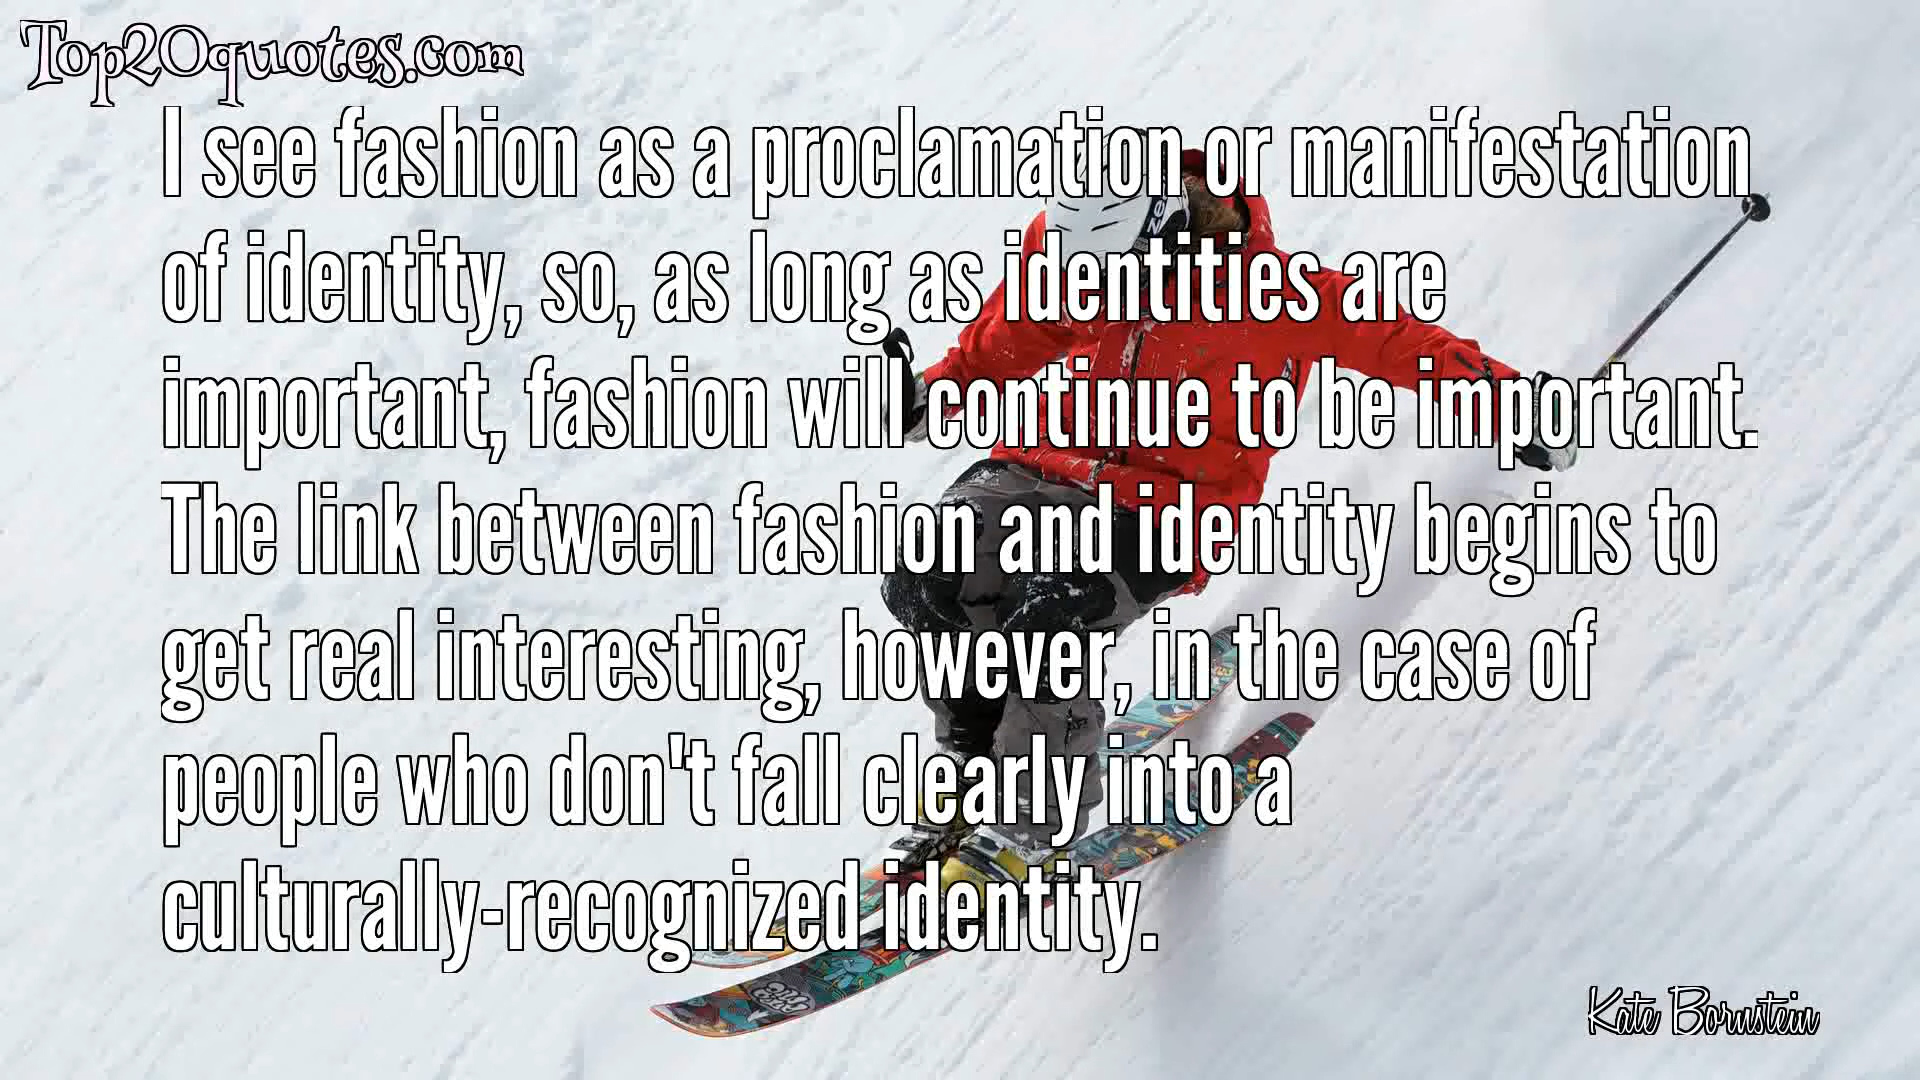 Top20quotes.com
I see fashion as a proclamation or manifestation
of identity, so, as long as identities are
important, fashion will continue to be important.
The link between fashion and identity begins to
get real interesting, however, in the case of
people who don't fall clearly into a
culturally-recognized identity.
Kate Bornstein